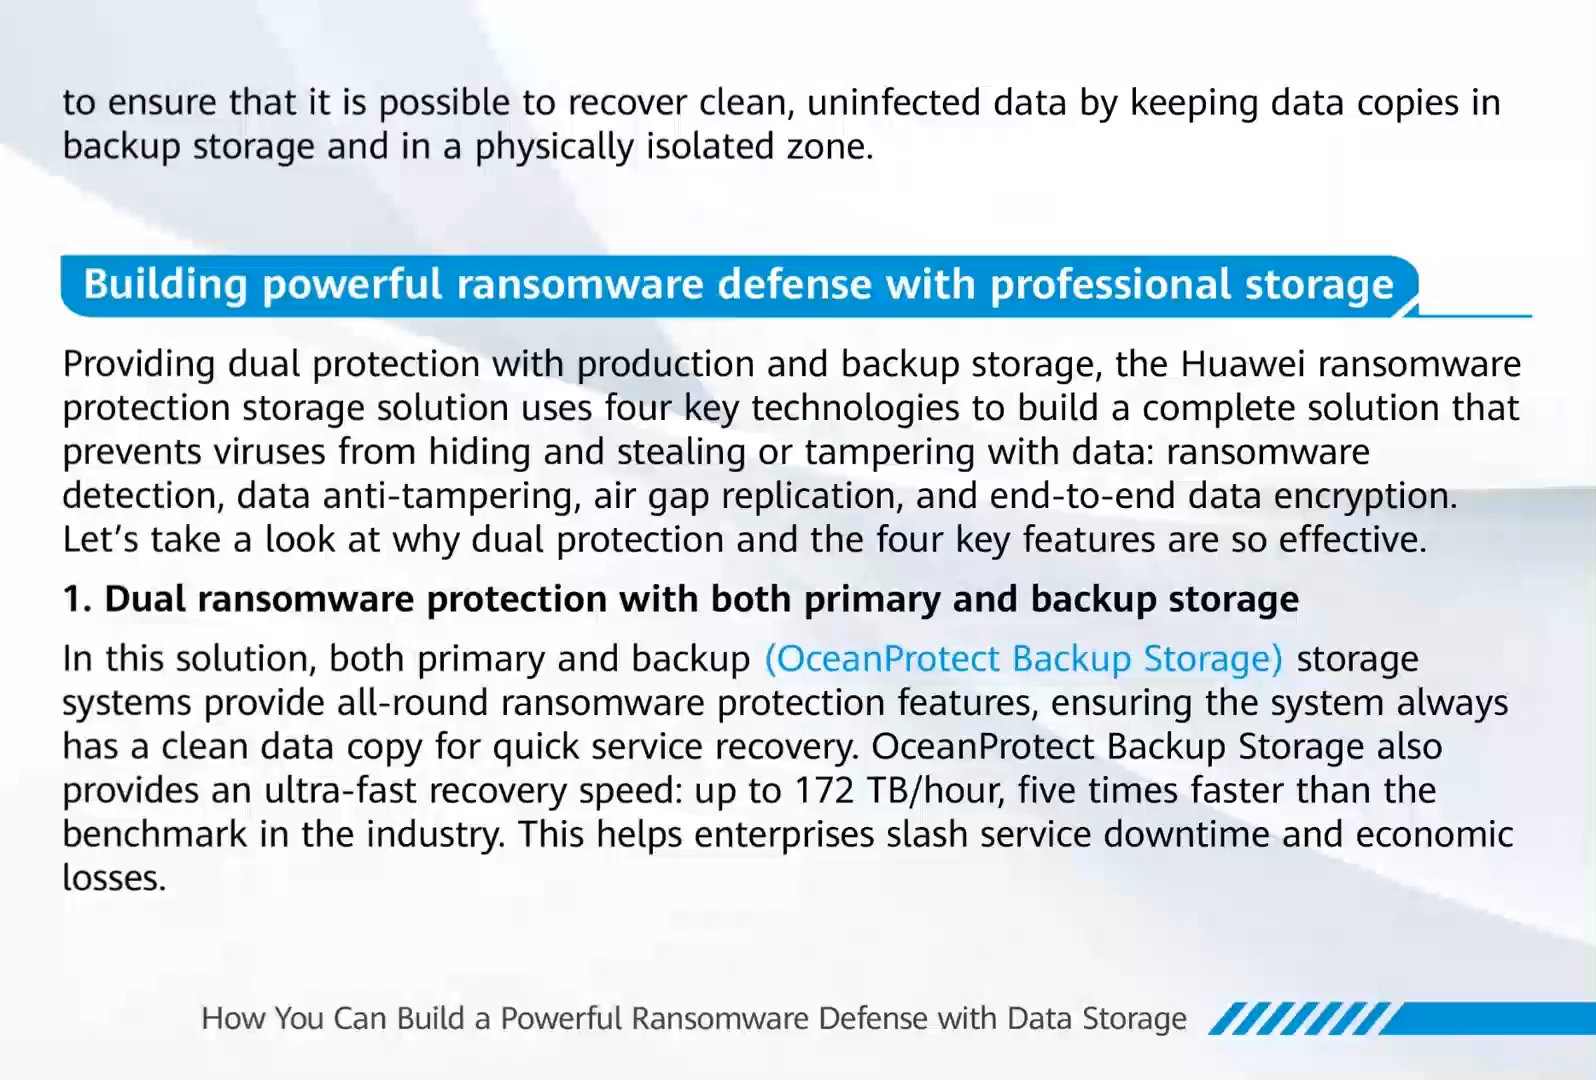 to ensure that it is possible to recover clean, uninfected data by keeping data copies in
backup storage and in a physically isolated zone.
Building powerful ransomware defense with professional storage
Providing dual protection with production and backup storage, the Huawei ransomware
protection storage solution uses four key technologies to build a complete solution that
prevents viruses from hiding and stealing or tampering with data: ransomware
detection, data anti-tampering, air gap replication, and end-to-end data encryption.
Let’s take a look at why dual protection and the four key features are so effective.
1. Dual ransomware protection with both primary and backup storage
In this solution, both primary and backup (OceanProtect Backup Storage) storage
systems provide all-round ransomware protection features, ensuring the system always
has a clean data copy for quick service recovery. OceanProtect Backup Storage also
provides an ultra-fast recovery speed: up to 172 TB/hour, five times faster than the
benchmark in the industry. This helps enterprises slash service downtime and economic
losses.
How You Can Build a Powerful Ransomware Defense with Data Storage